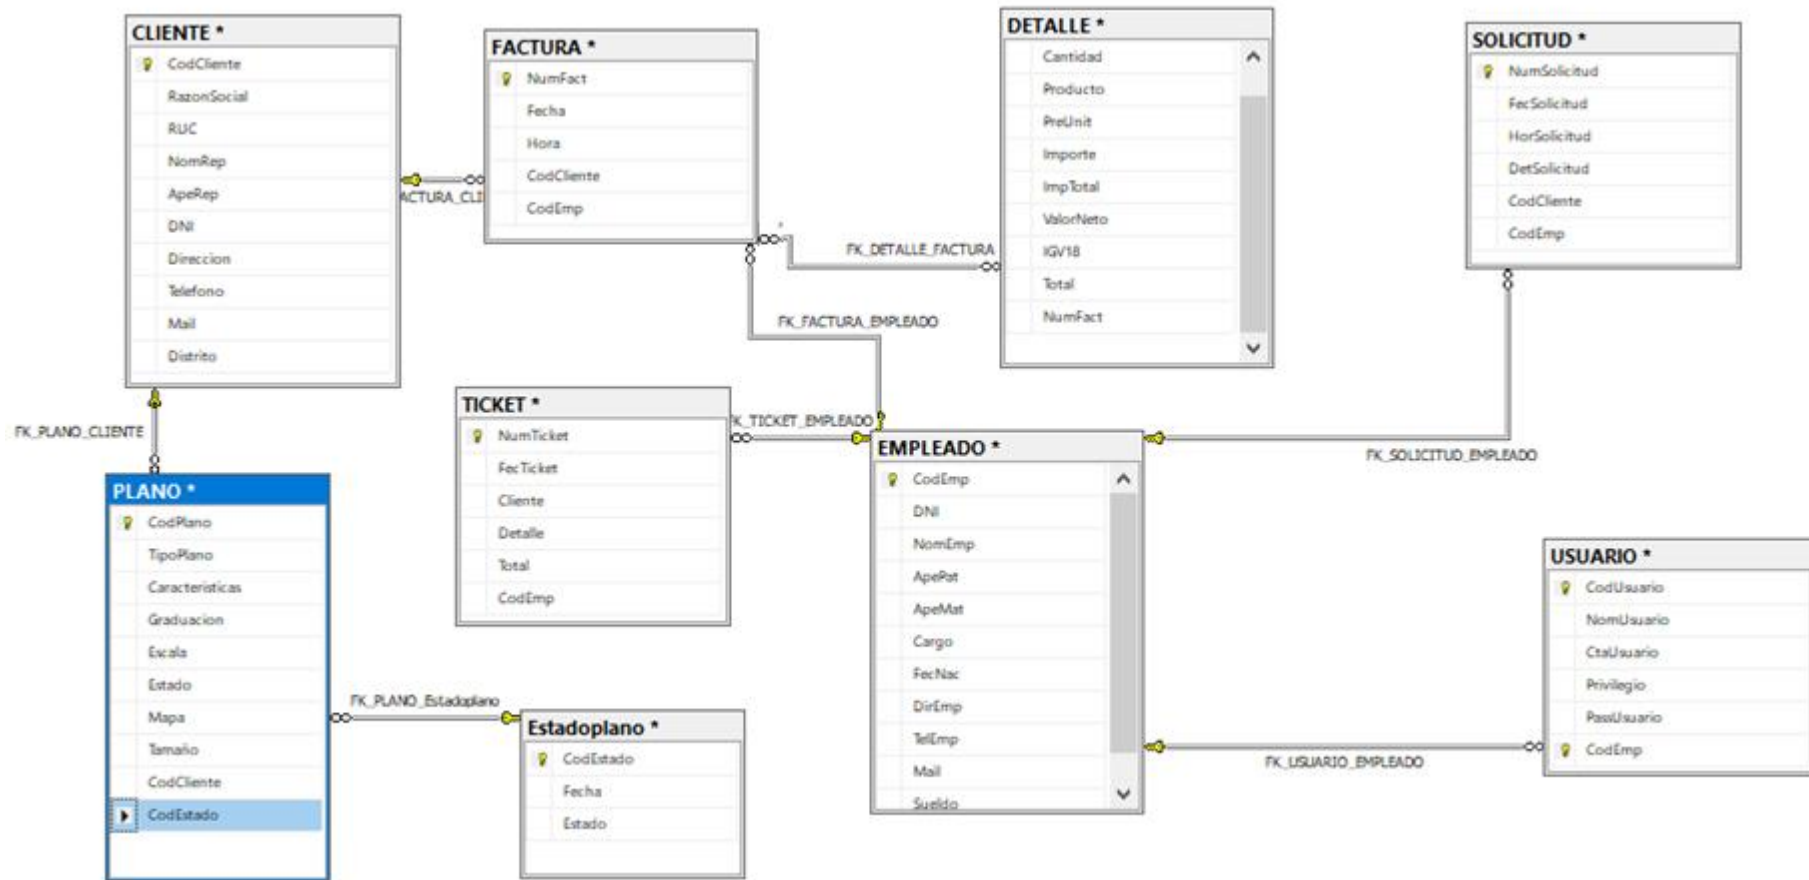 CLIENTE *
CodCliente
RazonSocial
RUC
NomRep
ApeRep
DNI
Direccion
Telefono
Mail
Distrito
ACTURA_CLI
FACTURA *
NumFact
Fecha
Hora
CodCliente
CodEmp
DETALLE *
Cantidad
Producto
PreUnit
Importe
ImpTotal
ValorNeto
IGV18
Total
NumFact
FK_DETALLE_FACTURA
FK_FACTURA_EMPLEADO
SOLICITUD *
NumSolicitud
FecSolicitud
HorSolicitud
DetSolicitud
CodCliente
CodEmp
FK_SOLICITUD_EMPLEADO
FK_PLANO_CLIENTE
TICKET *
NumTicket
FecTicket
Cliente
Detalle
Total
CodEmp
K_TICKET_EMPLEADO
EMPLEADO *
CodEmp
DNI
NomEmp
ApePat
ApeMat
Cargo
FecNac
DirEmp
TelEmp
Mail
Sueldo
PLANO *
CodPlano
TipoPlano
Caracteristicas
Graduacion
Escala
Estado
Mapa
Tamaño
CodCliente
CodEstado
FK_PLANO_Estadoplano
Estadoplano *
CodEstado
Fecha
Estado
USUARIO *
CodUsuario
NomUsuario
CtaUsuario
Privilegio
PassUsuario
CodEmp
FK_USUARIO_EMPLEADO